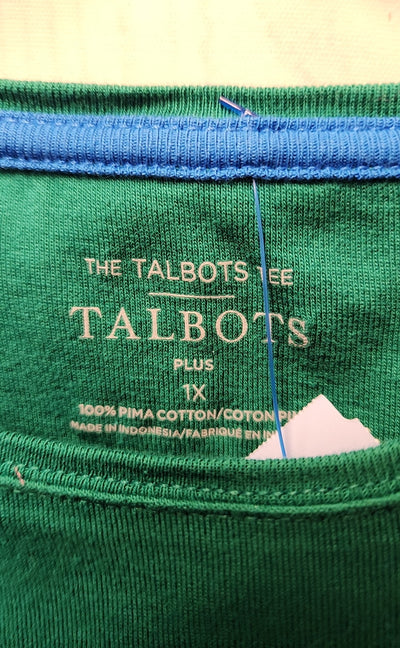 THE TALBOTS TEE
TALBOTS
PLUS
1X
100% PIMA COTTON/COTON
MADE IN INDONESIA/FABRIQUE EN